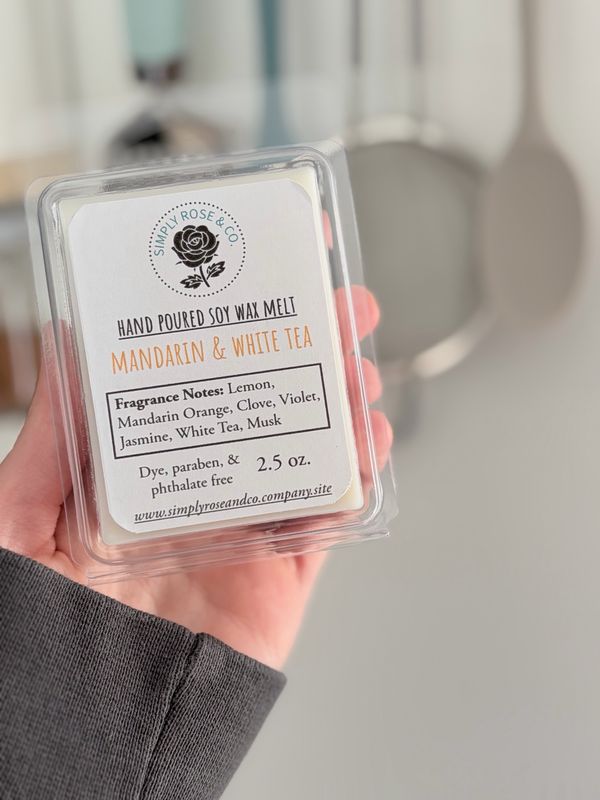 SIMPLY ROSE & CO.
HAND POURED SOY WAX MELT
MANDARIN & WHITE TEA
Fragrance Notes: Lemon,
Mandarin Orange, Clove, Violet,
Jasmine, White Tea, Musk
Dye, paraben, &
phthalate free
2.5 oz.
www.simplyroseandco.company.site